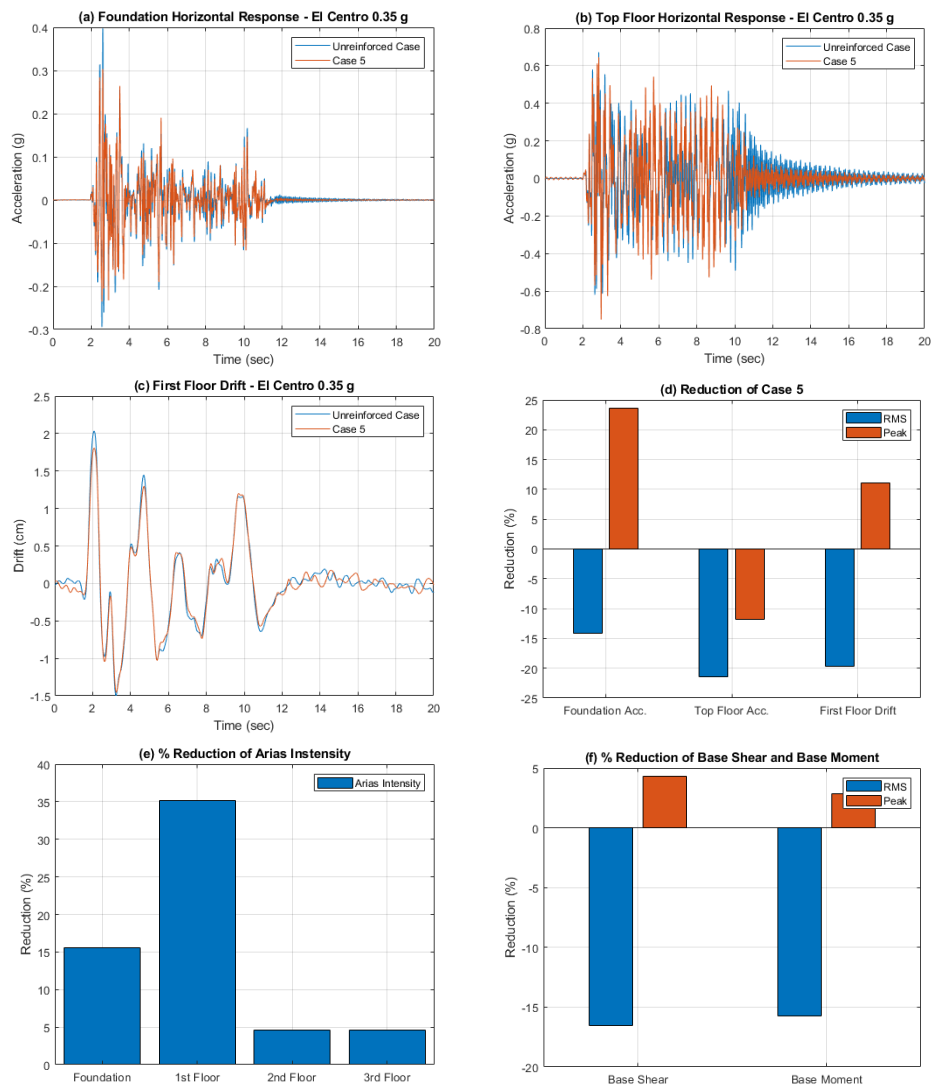 (a) Foundation Horizontal Response - El Centro 0.35 g
Acceleration (g)
0.4
0.3
0.2
0.1
0
-0.1
-0.2
-0.3
Unreinforced Case
Case 5
0 2 4 6 8 10 12 14 16 18 20
Time (sec)
(b) Top Floor Horizontal Response - El Centro 0.35 g
Acceleration (g)
0.8
0.6
0.4
0.2
0
-0.2
-0.4
-0.6
-0.8
Unreinforced Case
Case 5
0 2 4 6 8 10 12 14 16 18 20
Time (sec)
(c) First Floor Drift - El Centro 0.35 g
Drift (cm)
2.5
2
1.5
1
0.5
0
-0.5
-1
-1.5
Unreinforced Case
Case 5
0 2 4 6 8 10 12 14 16 18 20
Time (sec)
(d) Reduction of Case 5
Reduction (%)
25
20
15
10
5
0
-5
-10
-15
-20
-25
RMS
Peak
Foundation Acc. Top Floor Acc. First Floor Drift
(e) % Reduction of Arias Instensity
Reduction (%)
40
35
30
25
20
15
10
5
0
Arias Intensity
Foundation 1st Floor 2nd Floor 3rd Floor
(f) % Reduction of Base Shear and Base Moment
Reduction (%)
5
0
-5
-10
-15
-20
RMS
Peak
Base Shear Base Moment